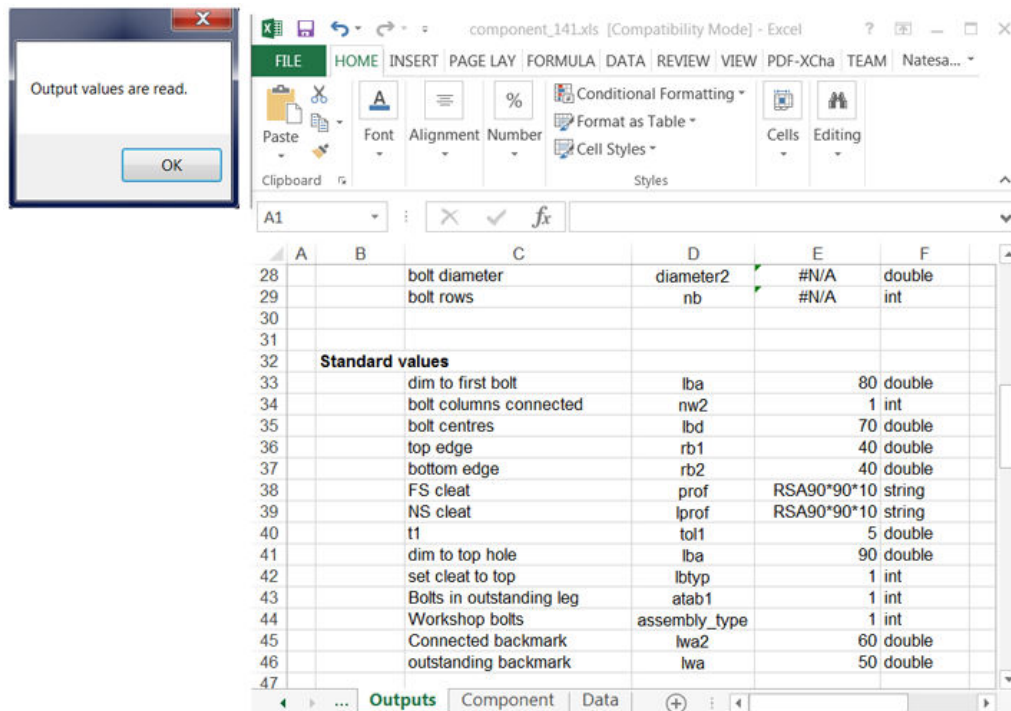 Output values are read.
OK
component_141.xls [Compatibility Mode] - Excel
FILE HOME INSERT PAGE LAY FORMULA DATA REVIEW VIEW PDF-XCha TEAM Natesa...
Paste Font Alignment Number Conditional Formatting Format as Table Cell Styles Cells Editing
Clipboard Styles
A1 fx
A B C D E F
28 bolt diameter diameter2 #N/A double
29 bolt rows nb #N/A int
30
31
32 Standard values
33 dim to first bolt lba 80 double
34 bolt columns connected nw2 1 int
35 bolt centres lbd 70 double
36 top edge rb1 40 double
37 bottom edge rb2 40 double
38 FS cleat prof RSA90*90*10 string
39 NS cleat lprof RSA90*90*10 string
40 t1 tol1 5 double
41 dim to top hole lba 90 double
42 set cleat to top lbtyp 1 int
43 Bolts in outstanding leg atab1 1 int
44 Workshop bolts assembly_type 1 int
45 Connected backmark lwa2 60 double
46 outstanding backmark lwa 50 double
47
... Outputs Component Data